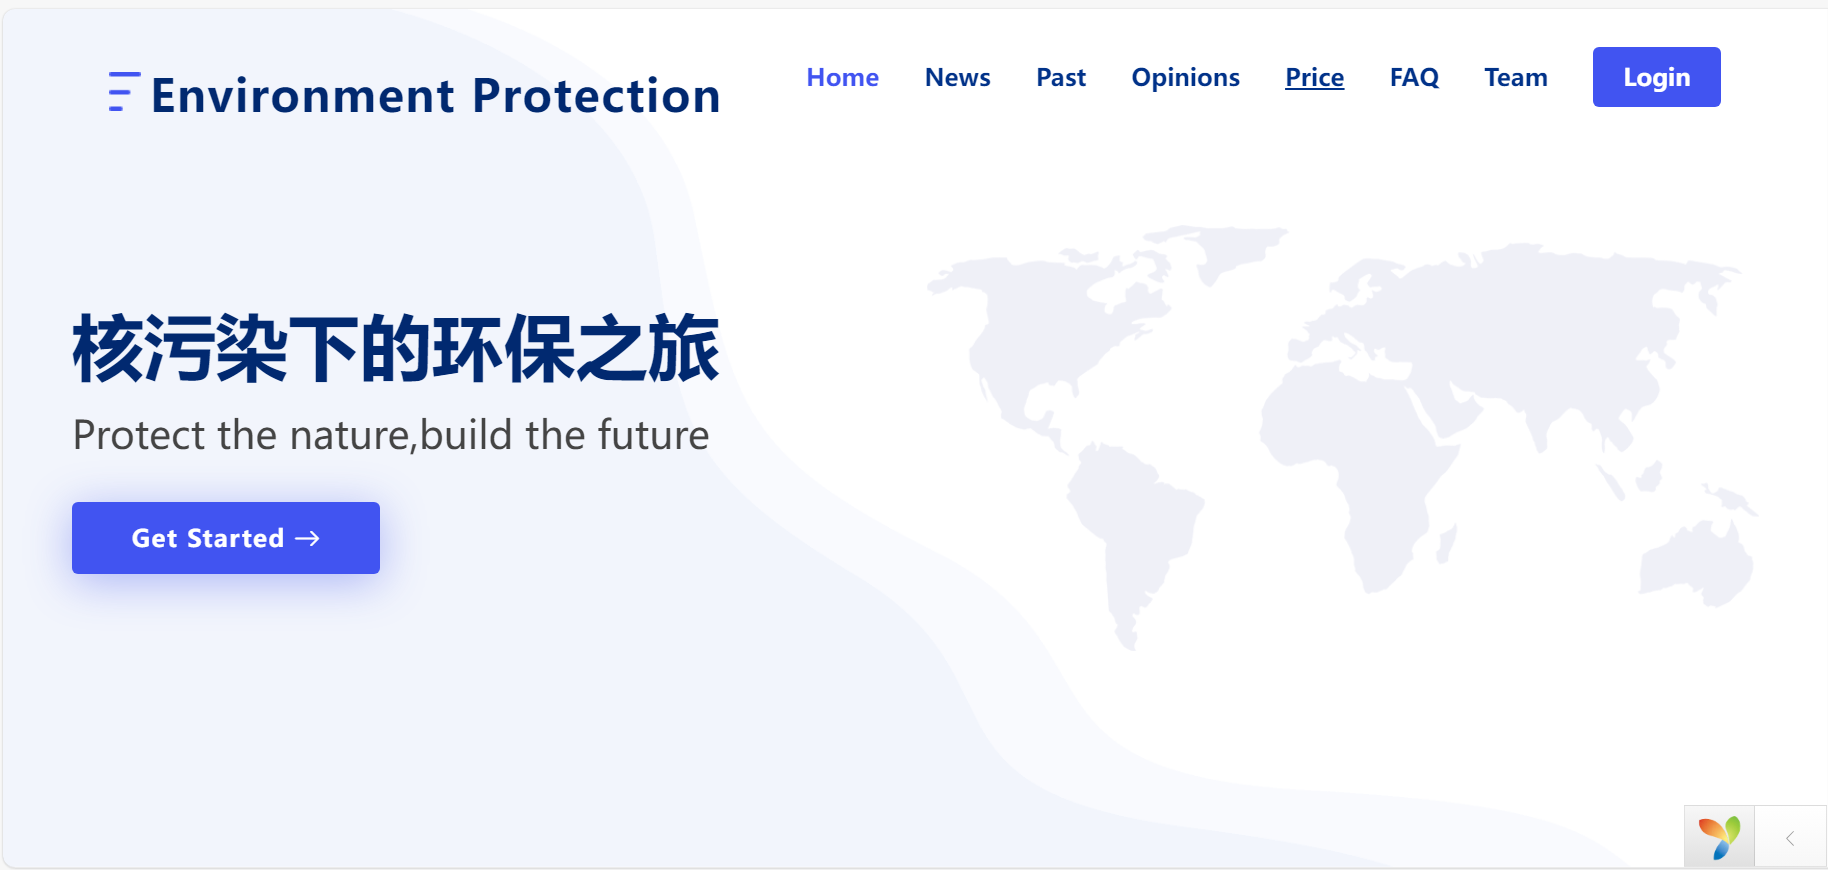 Environment Protection
Home News Past Opinions Price FAQ Team Login
核污染下的环保之旅
Protect the nature,build the future
Get Started →